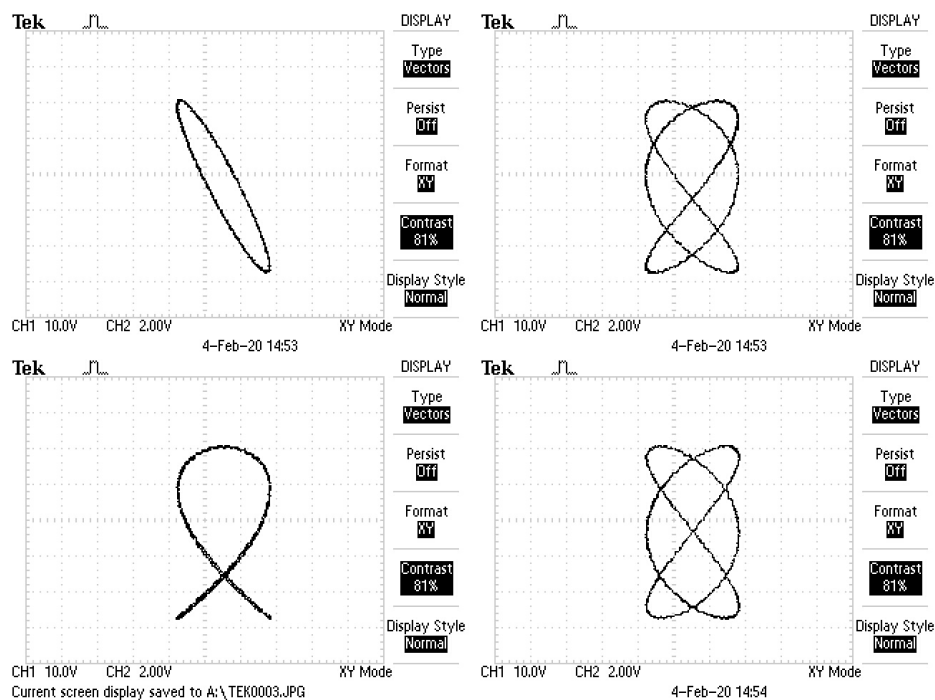 Tek DISPLAY
Type
Vectors
Persist
Off
Format
XY
Contrast
81%
Display Style
Normal
CH1 10.0V CH2 2.00V XY Mode
4-Feb-20 14:53
Tek DISPLAY
Type
Vectors
Persist
Off
Format
XY
Contrast
81%
Display Style
Normal
CH1 10.0V CH2 2.00V XY Mode
4-Feb-20 14:53
Tek DISPLAY
Type
Vectors
Persist
Off
Format
XY
Contrast
81%
Display Style
Normal
CH1 10.0V CH2 2.00V XY Mode
Current screen display saved to A:\TEK0003.JPG
Tek DISPLAY
Type
Vectors
Persist
Off
Format
XY
Contrast
81%
Display Style
Normal
CH1 10.0V CH2 2.00V XY Mode
4-Feb-20 14:54